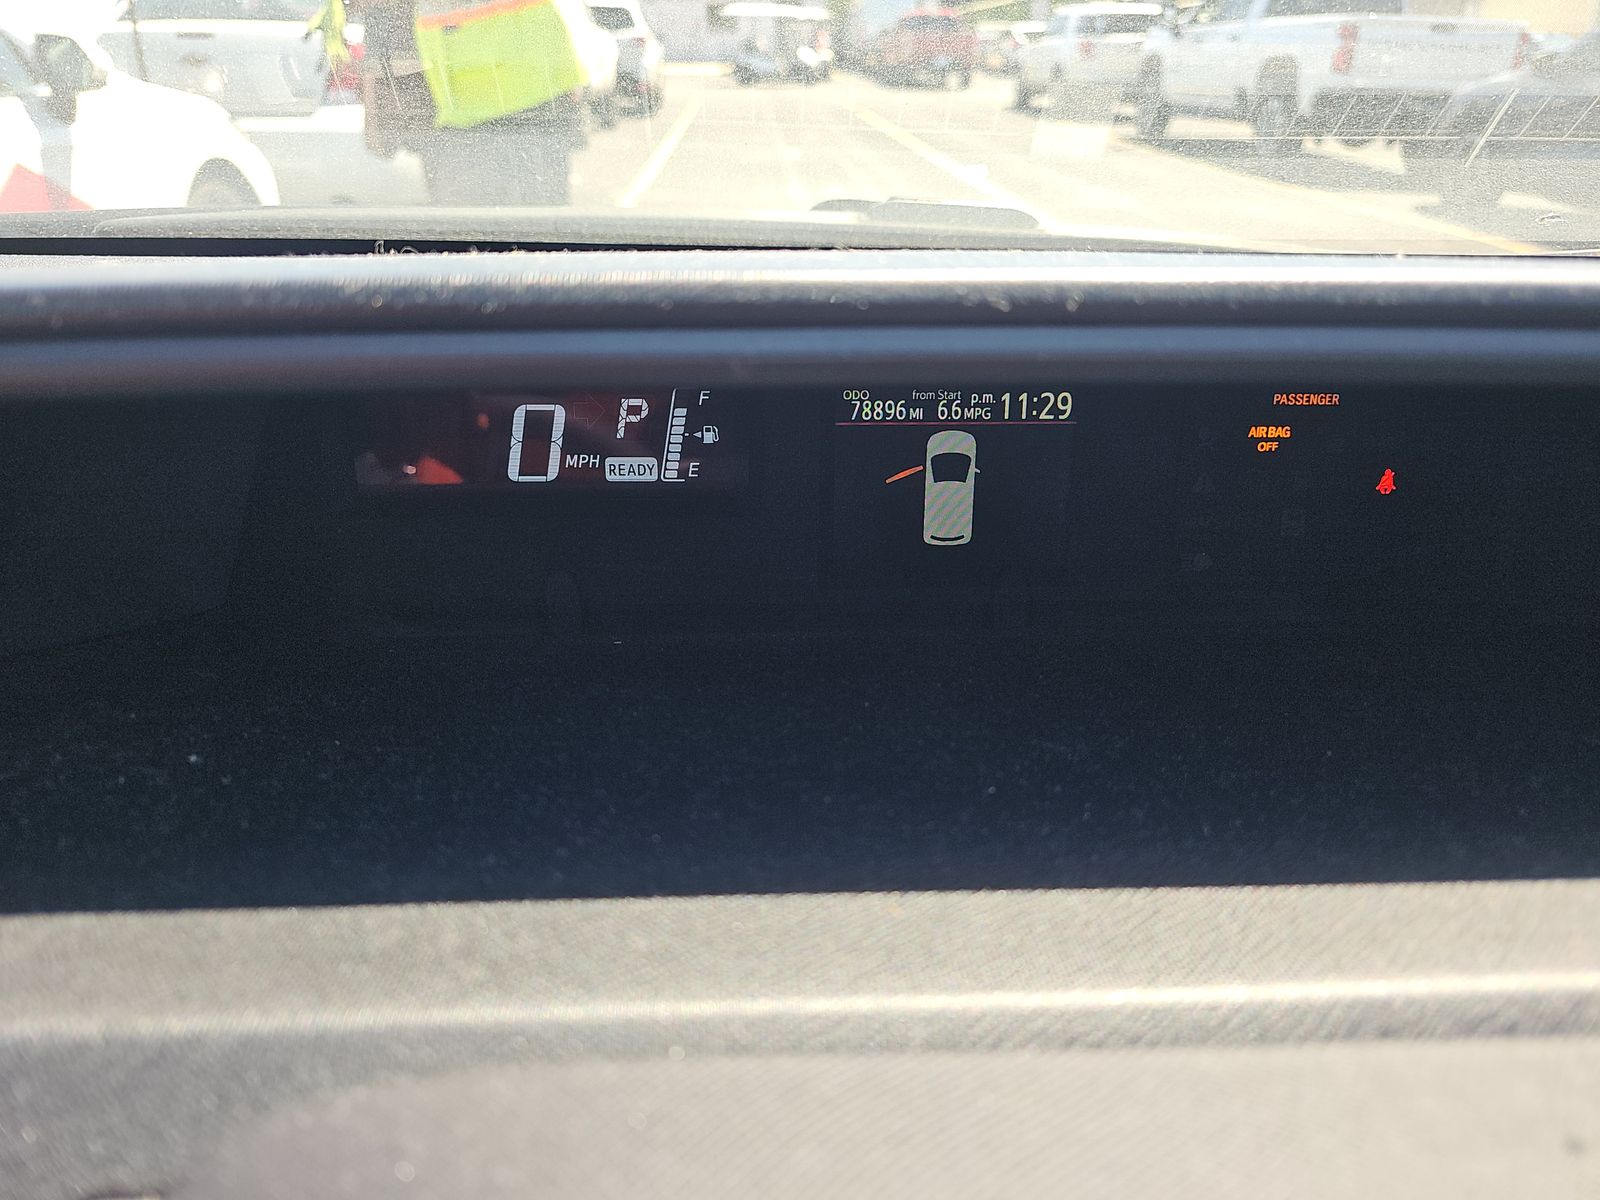 0 MPH
P
READY
F
E
ODO 78896 MI
from Start 6.6 MPG
p.m. 11:29
PASSENGER
AIR BAG
OFF